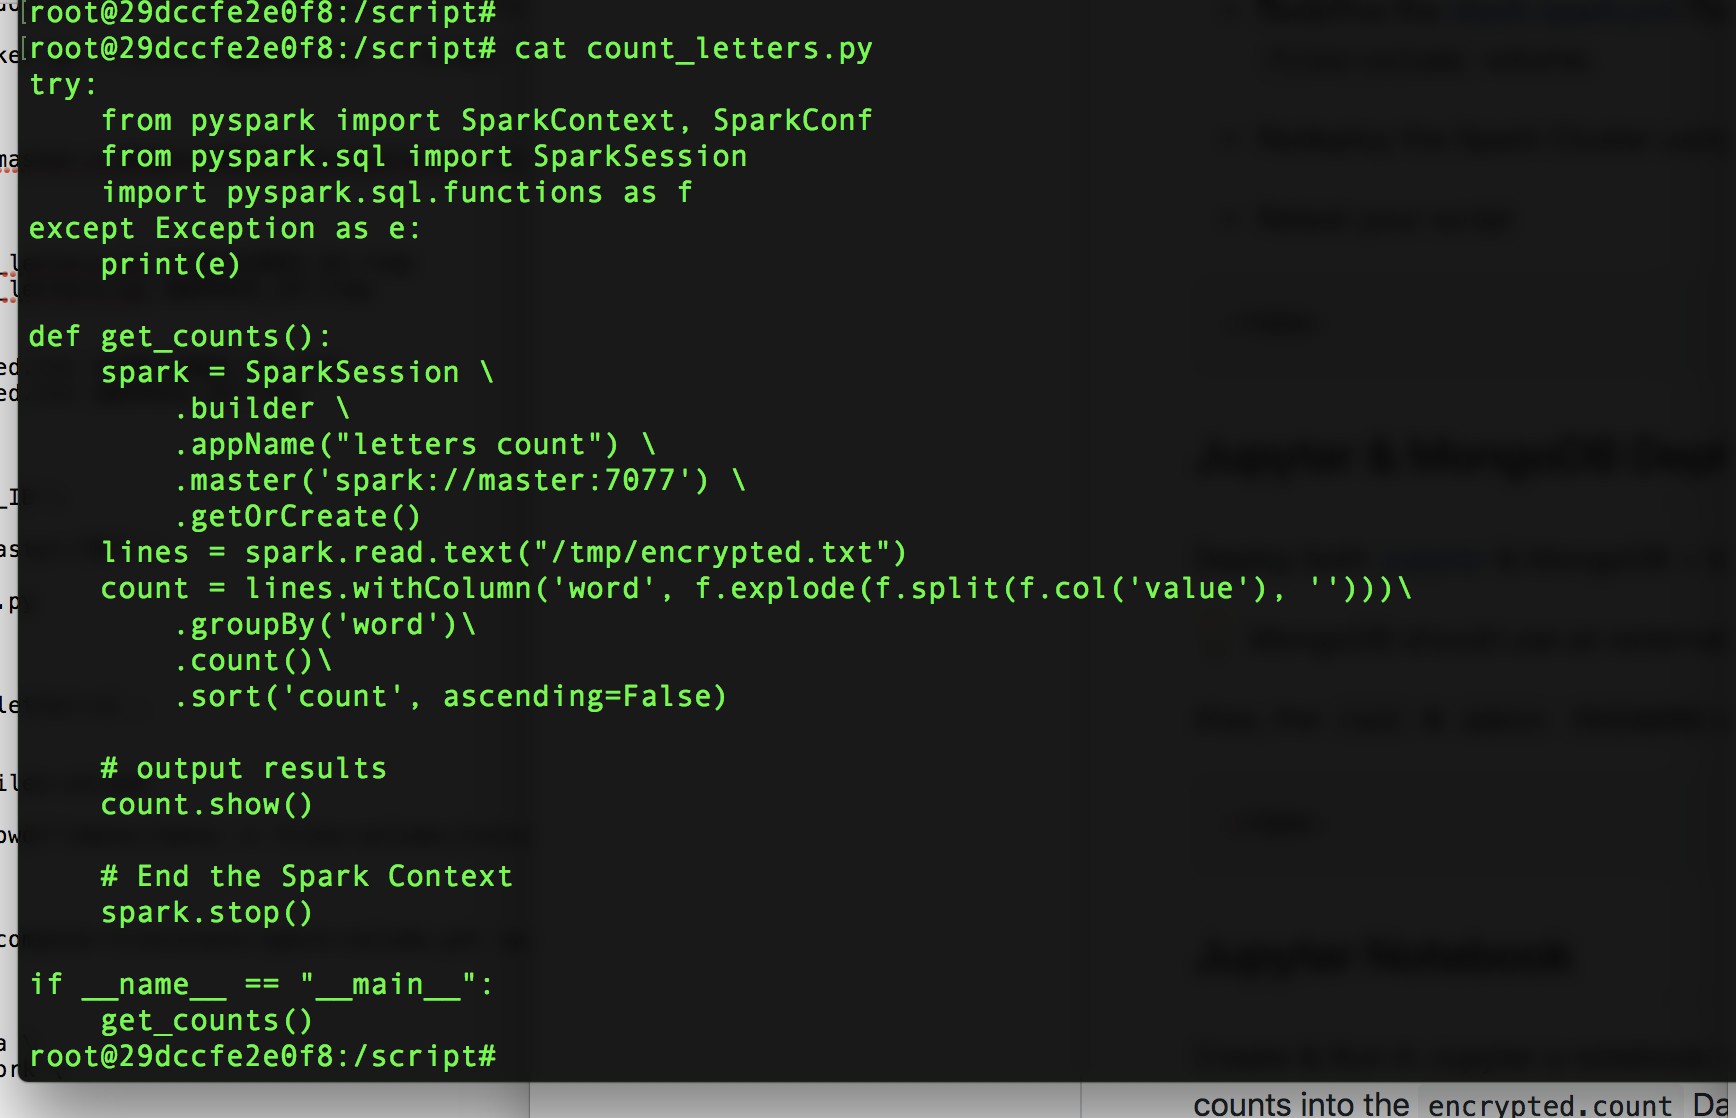 root@29dccfe2e0f8:/script#
root@29dccfe2e0f8:/script# cat count_letters.py
try:
    from pyspark import SparkContext, SparkConf
    from pyspark.sql import SparkSession
    import pyspark.sql.functions as f
except Exception as e:
    print(e)

def get_counts():
    spark = SparkSession \
        .builder \
        .appName("letters count") \
        .master('spark://master:7077') \
        .getOrCreate()
    lines = spark.read.text("/tmp/encrypted.txt")
    count = lines.withColumn('word', f.explode(f.split(f.col('value'), '')))\
        .groupBy('word')\
        .count()\
        .sort('count', ascending=False)

    # output results
    count.show()

    # End the Spark Context
    spark.stop()

if __name__ == "__main__":
    get_counts()
root@29dccfe2e0f8:/script#
Jupyter & MongoDB
Jupyter Notebook
counts into the encrypted.count